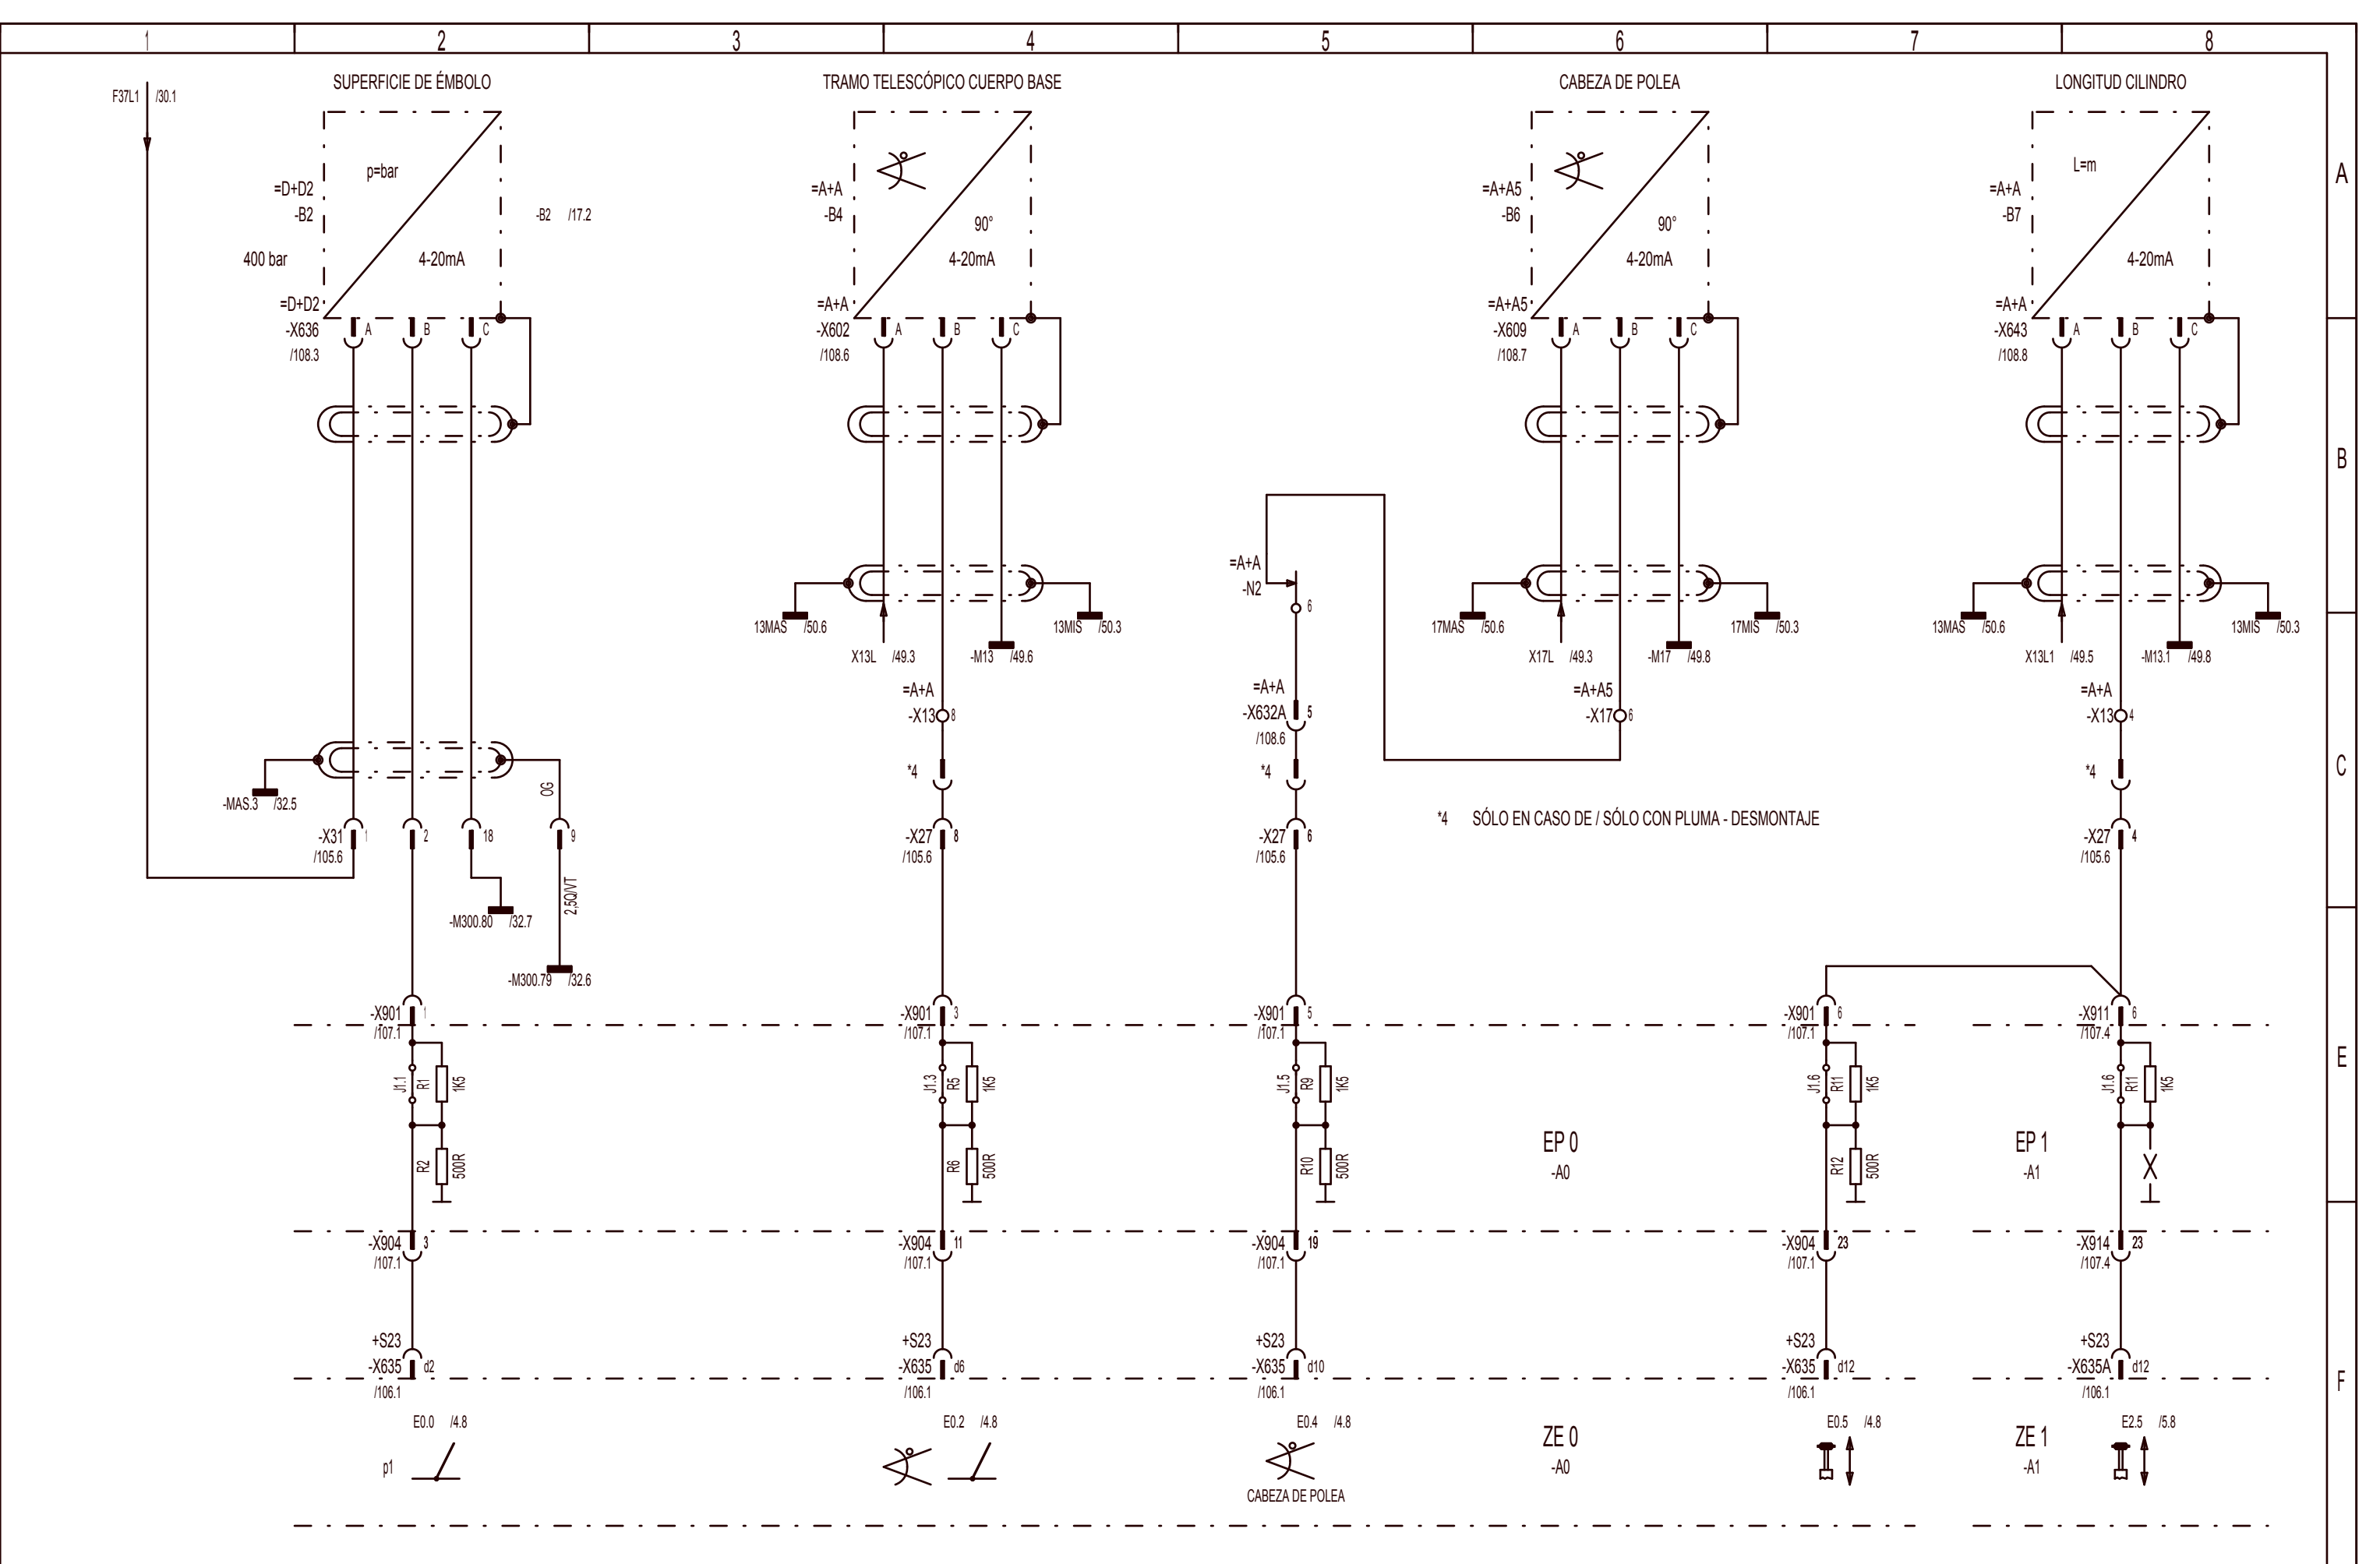 1 2 3 4 5 6 7 8
SUPERFICIE DE ÉMBOLO TRAMO TELESCÓPICO CUERPO BASE CABEZA DE POLEA LONGITUD CILINDRO
F37L1 /30.1
p=bar L=m
A
=D+D2 =A+A =A+A5 =A+A
-B2 -B2 /17.2 -B4 -B6 -B7
90° 90°
400 bar 4-20mA 4-20mA 4-20mA 4-20mA
=D+D2 =A+A =A+A5 =A+A
-X636 A B C -X602 A B C -X609 A B C -X643 A B C
/108.3 /108.6 /108.7 /108.8
B
=A+A
-N2
6
13MAS /50.6 13MIS /50.3 17MAS /50.6 17MIS /50.3 13MAS /50.6 13MIS /50.3
X13L /49.3 -M13 /49.6 X17L /49.3 -M17 /49.8 X13L1 /49.5 -M13.1 /49.8
=A+A =A+A =A+A5 =A+A
-X13 8 -X632A 5 -X17 6 -X13 4
/108.6
*4 *4 *4
C
OG
-MAS.3 /32.5
*4 SÓLO EN CASO DE / SÓLO CON PLUMA - DESMONTAJE
-X31 1 2 18 9 -X27 8 -X27 6 -X27 4
/105.6 /105.6 /105.6 /105.6
2,5Q/VT
-M300.80 /32.7
-M300.79 /32.6
-X901 1 -X901 3 -X901 5 -X901 6 -X911 6
/107.1 /107.1 /107.1 /107.1 /107.4
E
J1.1 R1 1K5 J1.3 R5 1K5 J1.5 R9 1K5 J1.6 R11 1K5 J1.6 R11 1K5
EP 0 EP 1
-A0 -A1
R2 500R R6 500R R10 500R R12 500R
-X904 3 -X904 11 -X904 19 -X904 23 -X914 23
/107.1 /107.1 /107.1 /107.1 /107.4
+S23 +S23 +S23 +S23 +S23
-X635 d2 -X635 d6 -X635 d10 -X635 d12 -X635A d12
/106.1 /106.1 /106.1 /106.1 /106.1
F
E0.0 /4.8 E0.2 /4.8 E0.4 /4.8 E0.5 /4.8 E2.5 /5.8
ZE 0 ZE 1
p1 -A0 -A1
CABEZA DE POLEA